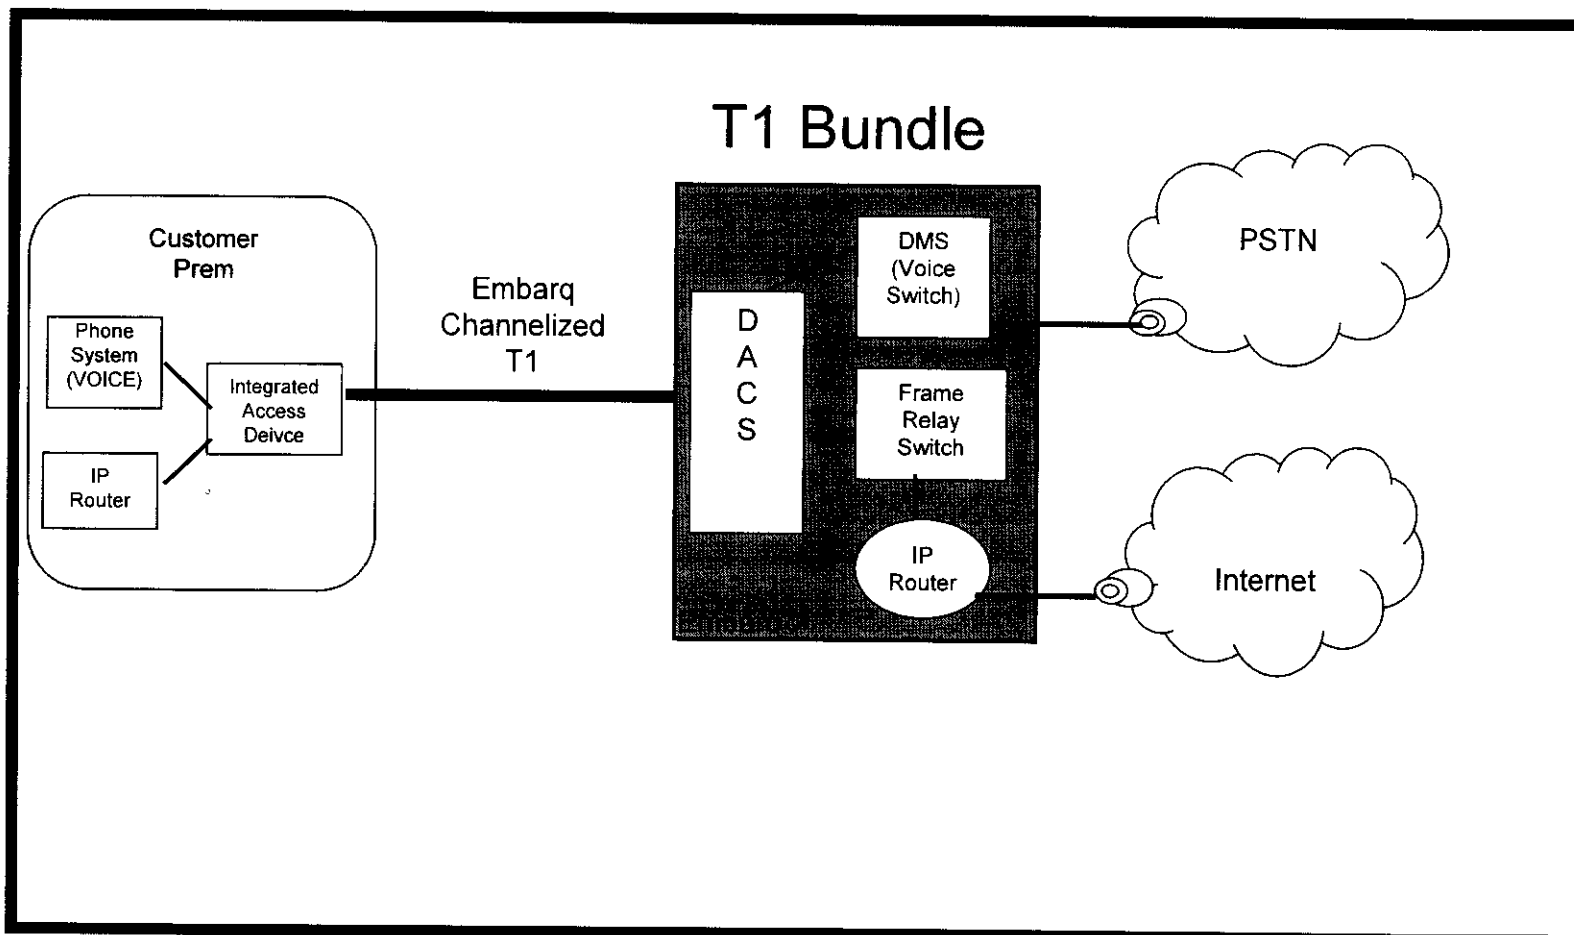 T1 Bundle
Customer
Prem
Phone
System
(VOICE)
IP
Router
Integrated
Access
Deivce
Embarq
Channelized
T1
D
A
C
S
DMS
(Voice
Switch)
Frame
Relay
Switch
IP
Router
PSTN
Internet